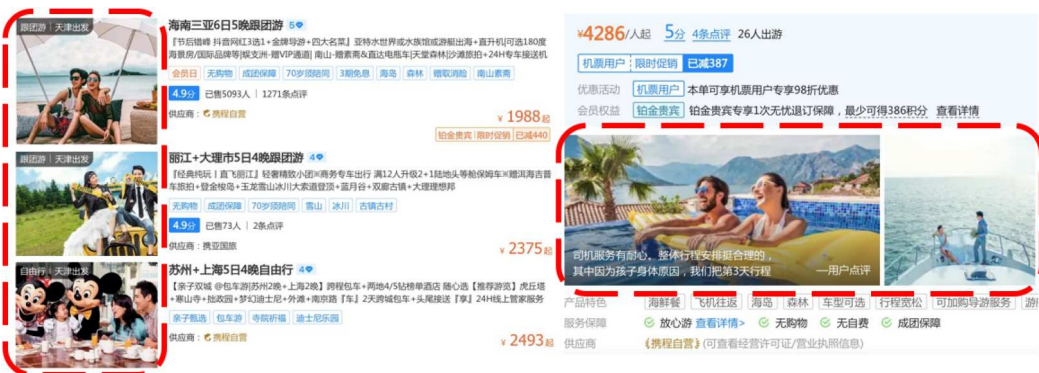 跟团游｜天津出发
海南三亚6日5晚跟团游 5
『节后错峰 抖音网红3选1+金牌导游+四大名菜』亚特水世界或水族馆或游艇出海+直升机|可选180度
海景房/国际品牌等|蜈支洲·赠VIP通道| 南山·赠素斋&直达电瓶车|天堂森林|沙滩旅拍+24H专车接送机
会员日 无购物 成团保障 70岁须陪同 3期免息 海岛 森林 赠取消险 南山素斋
4.9分 已售5093人｜1271条点评
供应商：携程自营
¥1988起
铂金贵宾 限时促销 已减440
跟团游｜天津出发
丽江+大理市5日4晚跟团游 4
『经典纯玩丨直飞丽江』轻奢精致小团※商务专车出行 满12人升级2+1陆地头等舱保姆车※赠洱海吉普
车旅拍+登金梭岛+玉龙雪山冰川大索道登顶+蓝月谷+双廊古镇+大理理想邦
无购物 成团保障 70岁须陪同 雪山 冰川 古镇古村
4.9分 已售73人｜2条点评
供应商：携亚国旅
¥2375起
自由行｜天津出发
苏州+上海5日4晚自由行 4
【亲子双城 @包车游|苏州2晚+上海2晚】跨程包车+两地4/5钻榜单酒店 随心选【推荐游览】虎丘塔
+寒山寺+拙政园+梦幻迪士尼+外滩+南京路『车』2天跨城包车+头尾接送『享』24H线上管家服务
亲子甄选 包车游 寺院祈福 迪士尼乐园
供应商：携程自营
¥2493起
¥4286/人起 5分 4条点评 26人出游
机票用户 限时促销 已减387
优惠活动 机票用户 本单可享机票用户专享98折优惠
会员权益 铂金贵宾 铂金贵宾专享1次无忧退订保障，最少可得386积分 查看详情
司机服务有耐心，整体行程安排挺合理的，
其中因为孩子身体原因，我们把第3天行程 —用户点评
产品特色 海鲜餐 飞机往返 海岛 森林 车型可选 行程宽松 可加购导游服务 游
服务保障 放心游 查看详情> 无购物 无自费 成团保障
供应商 携程自营 (可查看经营许可证/营业执照信息)